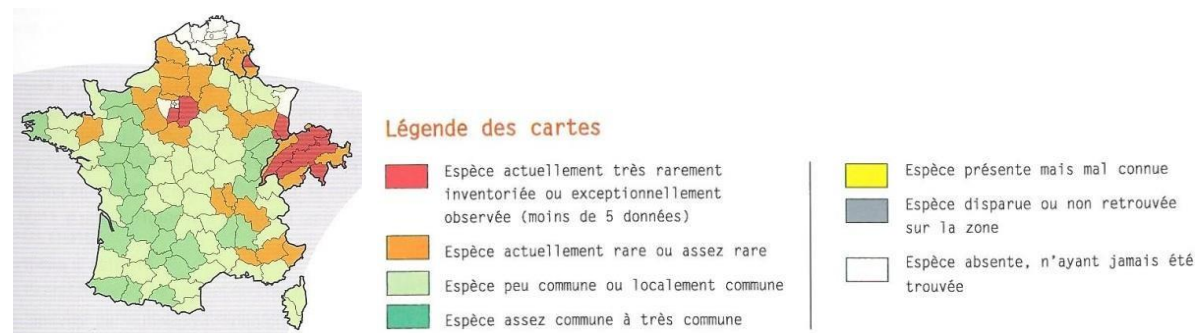 Légende des cartes
Espèce actuellement très rarement
inventoriée ou exceptionnellement
observée (moins de 5 données)
Espèce actuellement rare ou assez rare
Espèce peu commune ou localement commune
Espèce assez commune à très commune
Espèce présente mais mal connue
Espèce disparue ou non retrouvée
sur la zone
Espèce absente, n'ayant jamais été
trouvée